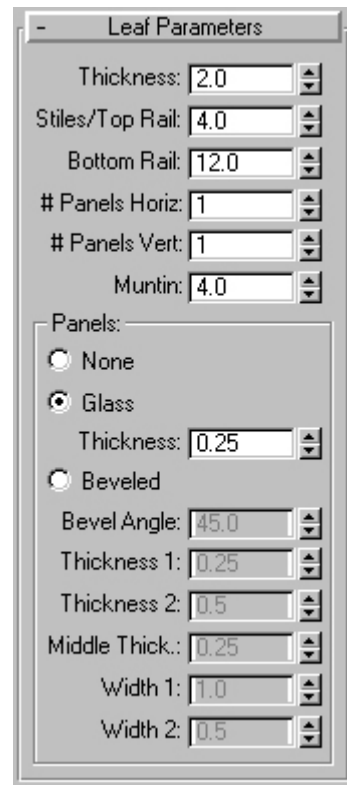 - Leaf Parameters
Thickness: 2.0
Stiles/Top Rail: 4.0
Bottom Rail: 12.0
# Panels Horiz: 1
# Panels Vert: 1
Muntin: 4.0
Panels:
None
Glass
Thickness: 0.25
Beveled
Bevel Angle: 45.0
Thickness 1: 0.25
Thickness 2: 0.5
Middle Thick.: 0.25
Width 1: 1.0
Width 2: 0.5